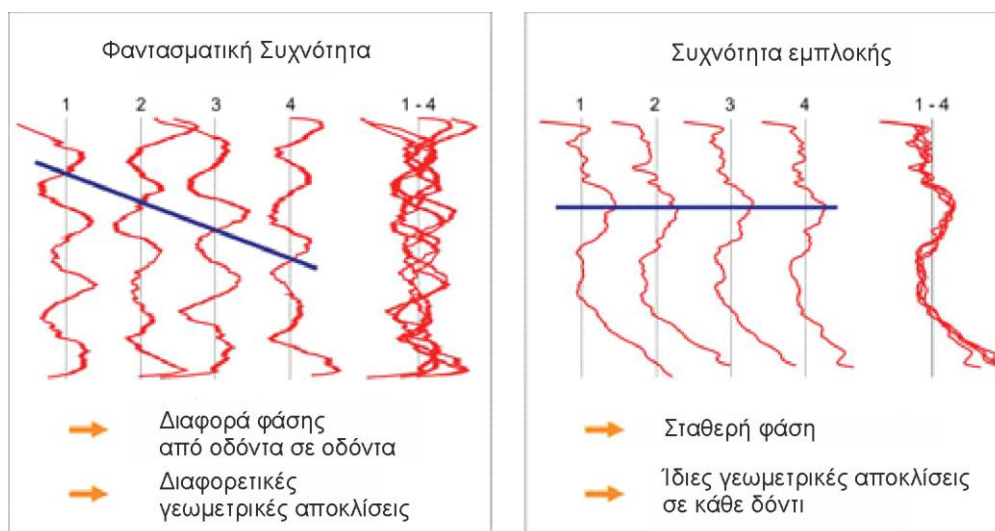 Φαντασματική Συχνότητα
1 2 3 4 1 - 4
Διαφορά φάσης
από οδόντα σε οδόντα
Διαφορετικές
γεωμετρικές αποκλίσεις
Συχνότητα εμπλοκής
1 2 3 4 1 - 4
Σταθερή φάση
Ίδιες γεωμετρικές αποκλίσεις
σε κάθε δόντι